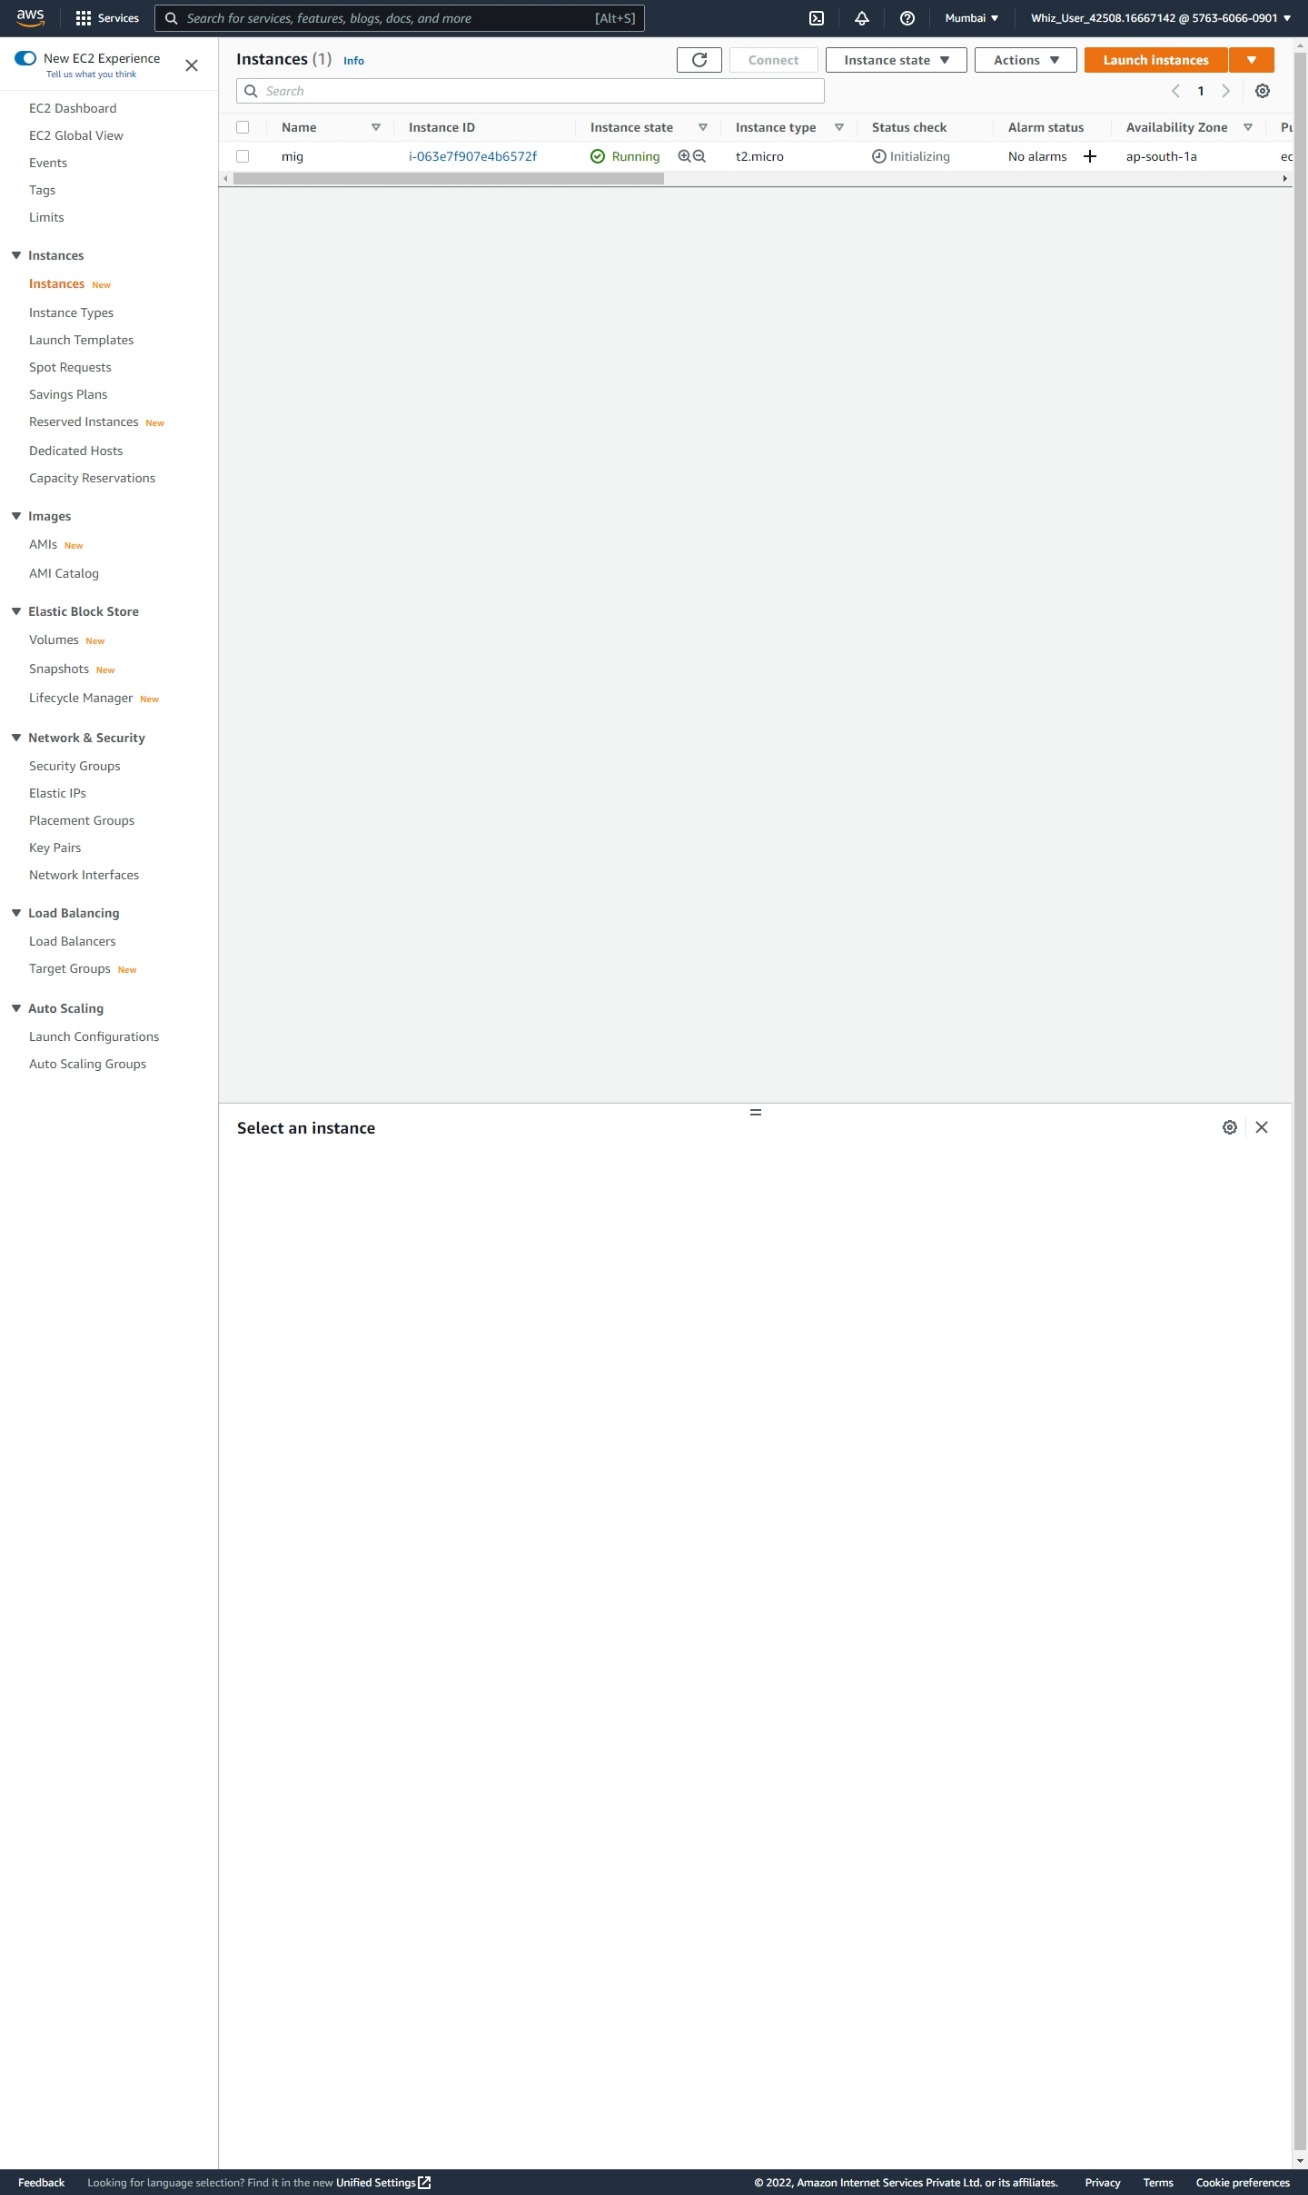 aws Services Search for services, features, blogs, docs, and more [Alt+S] Mumbai Whiz_User_42508.16667142 @ 5763-6066-0901
New EC2 Experience
Tell us what you think
EC2 Dashboard
EC2 Global View
Events
Tags
Limits
Instances
Instances New
Instance Types
Launch Templates
Spot Requests
Savings Plans
Reserved Instances New
Dedicated Hosts
Capacity Reservations
Images
AMIs New
AMI Catalog
Elastic Block Store
Volumes New
Snapshots New
Lifecycle Manager New
Network & Security
Security Groups
Elastic IPs
Placement Groups
Key Pairs
Network Interfaces
Load Balancing
Load Balancers
Target Groups New
Auto Scaling
Launch Configurations
Auto Scaling Groups
Instances (1) Info Connect Instance state Actions Launch instances
Search 1
Name Instance ID Instance state Instance type Status check Alarm status Availability Zone
mig i-063e7f907e4b6572f Running t2.micro Initializing No alarms ap-south-1a ec
Select an instance
Feedback Looking for language selection? Find it in the new Unified Settings © 2022, Amazon Internet Services Private Ltd. or its affiliates. Privacy Terms Cookie preferences